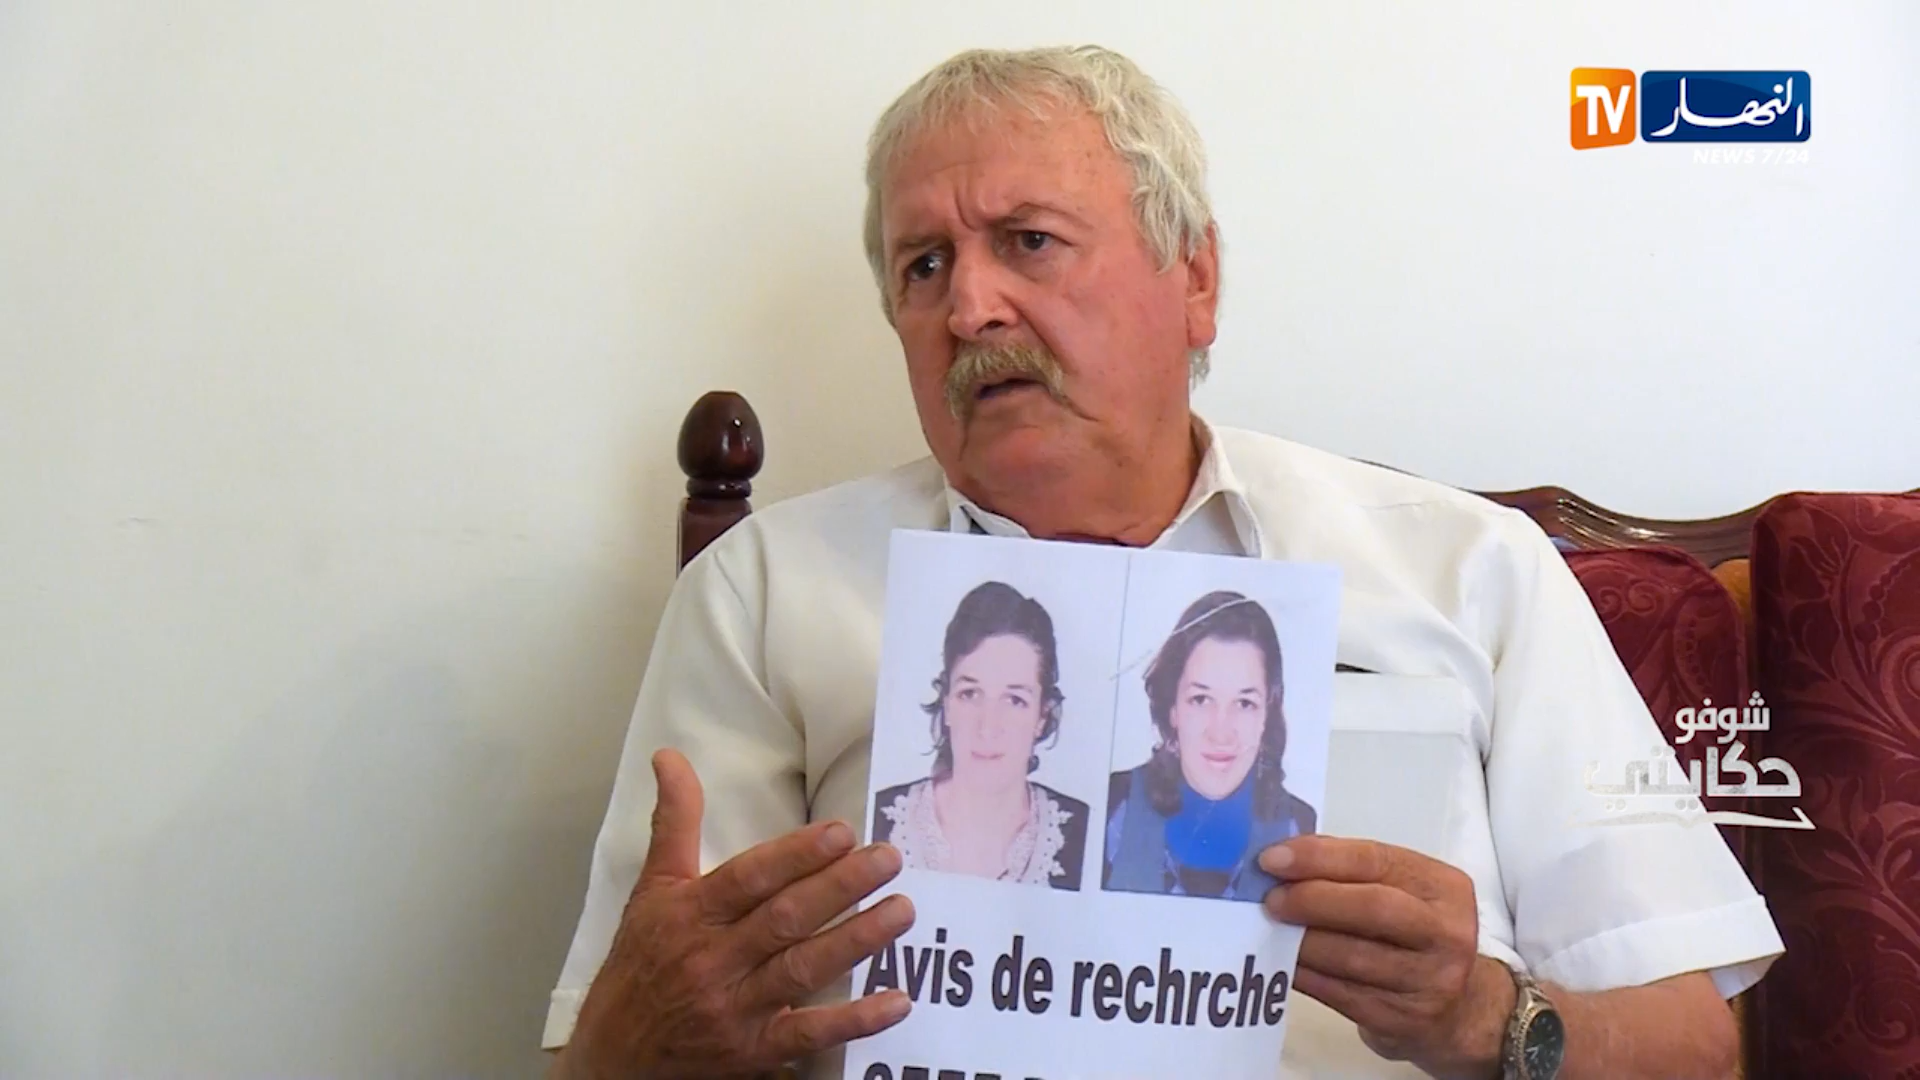 TV النهار
NEWS 7/24
شوفو
حكايتي
Avis de rechrche